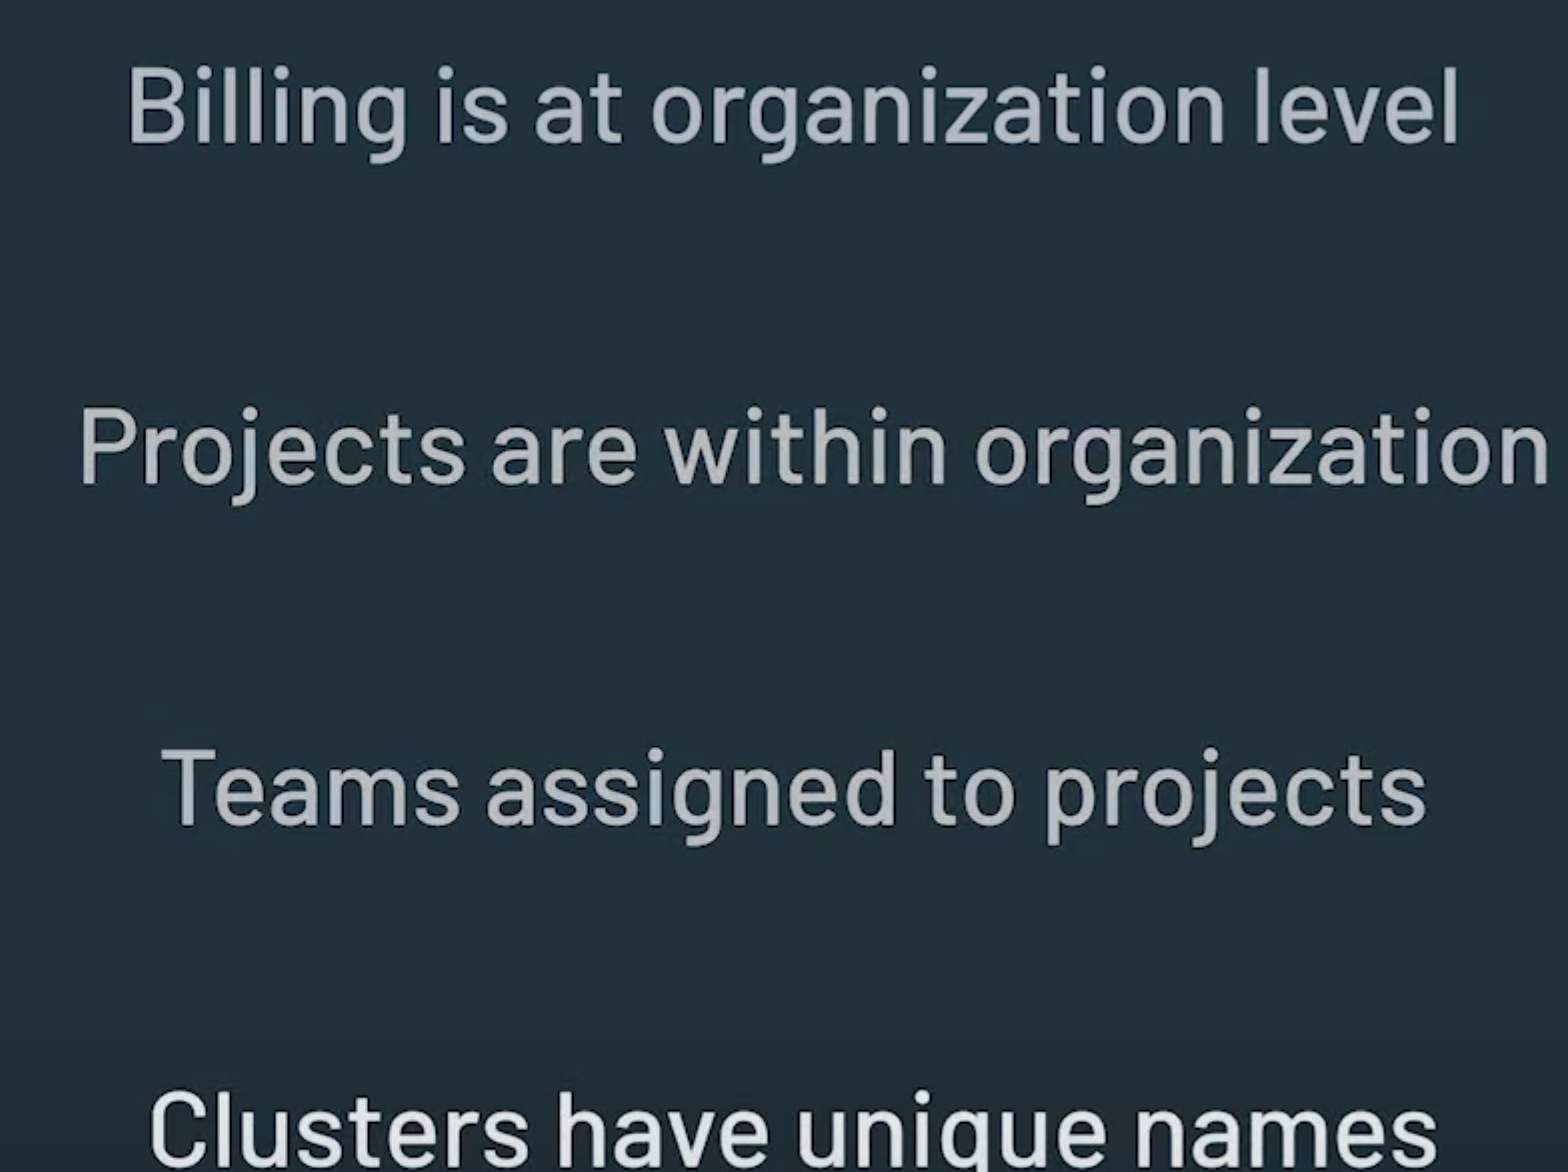 Billing is at organization level
Projects are within organization
Teams assigned to projects
Clusters have unique names